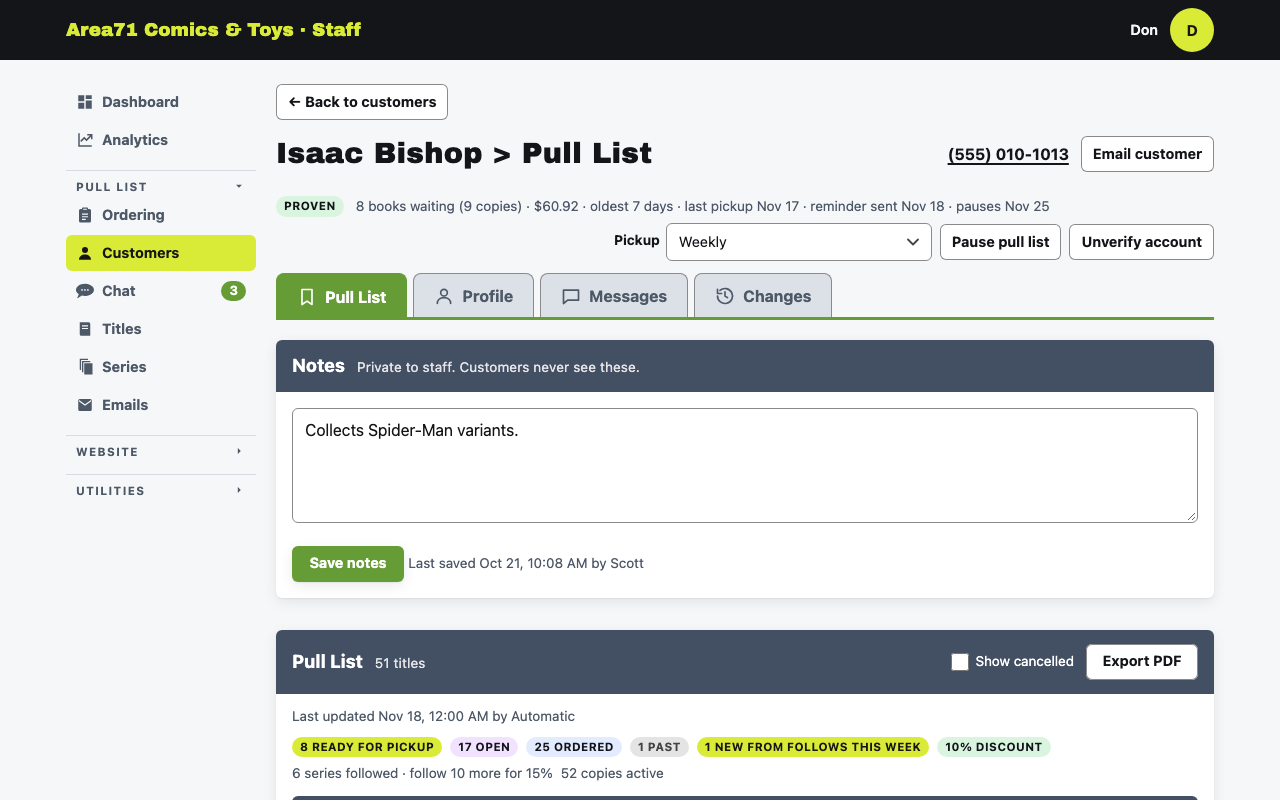 Area71 Comics & Toys · Staff
Don
D
Dashboard
Analytics
PULL LIST
Ordering
Customers
Chat
3
Titles
Series
Emails
WEBSITE
UTILITIES
← Back to customers
Isaac Bishop > Pull List
(555) 010-1013
Email customer
PROVEN
8 books waiting (9 copies) · $60.92 · oldest 7 days · last pickup Nov 17 · reminder sent Nov 18 · pauses Nov 25
Pickup
Weekly
Pause pull list
Unverify account
Pull List
Profile
Messages
Changes
Notes
Private to staff. Customers never see these.
Collects Spider-Man variants.
Save notes
Last saved Oct 21, 10:08 AM by Scott
Pull List
51 titles
Show cancelled
Export PDF
Last updated Nov 18, 12:00 AM by Automatic
8 READY FOR PICKUP
17 OPEN
25 ORDERED
1 PAST
1 NEW FROM FOLLOWS THIS WEEK
10% DISCOUNT
6 series followed · follow 10 more for 15%
52 copies active